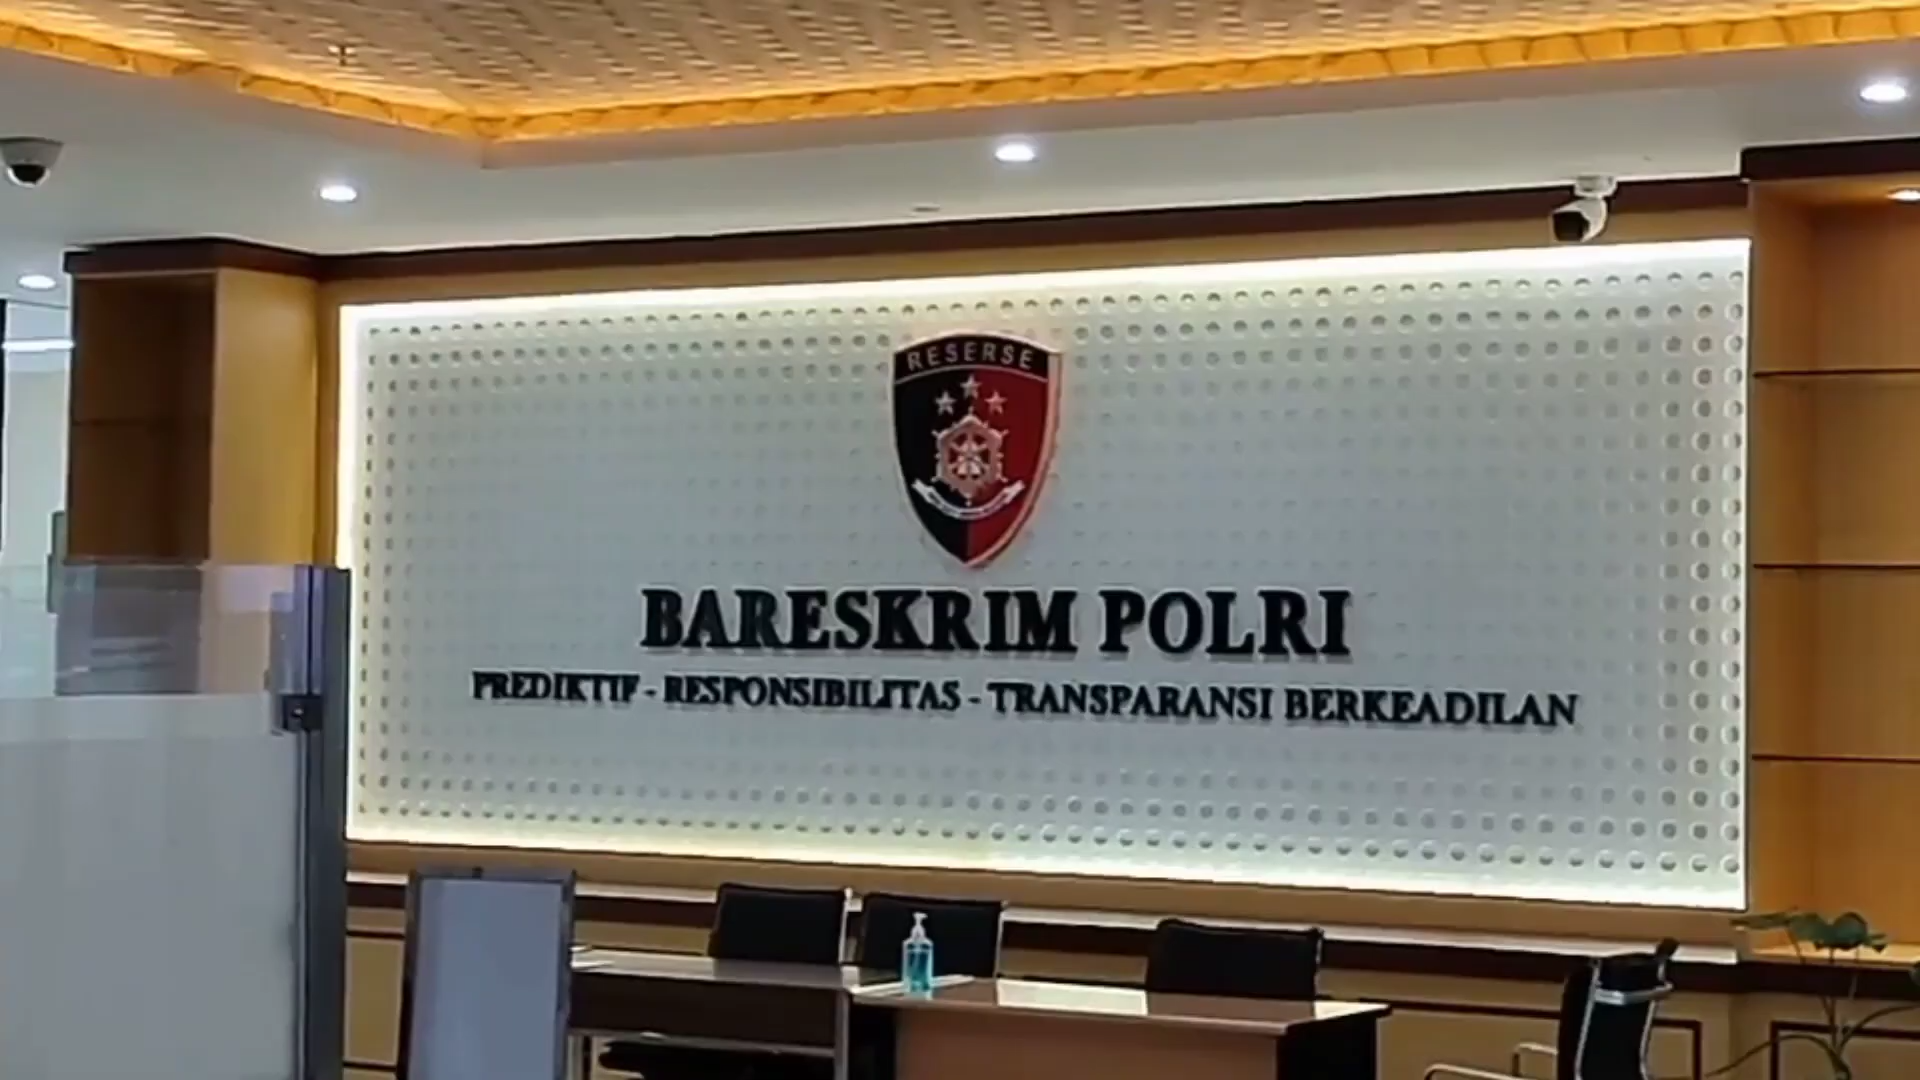 RESERSE
BARESKRIM POLRI
PREDIKTIF - RESPONSIBILITAS - TRANSPARANSI BERKEADILAN